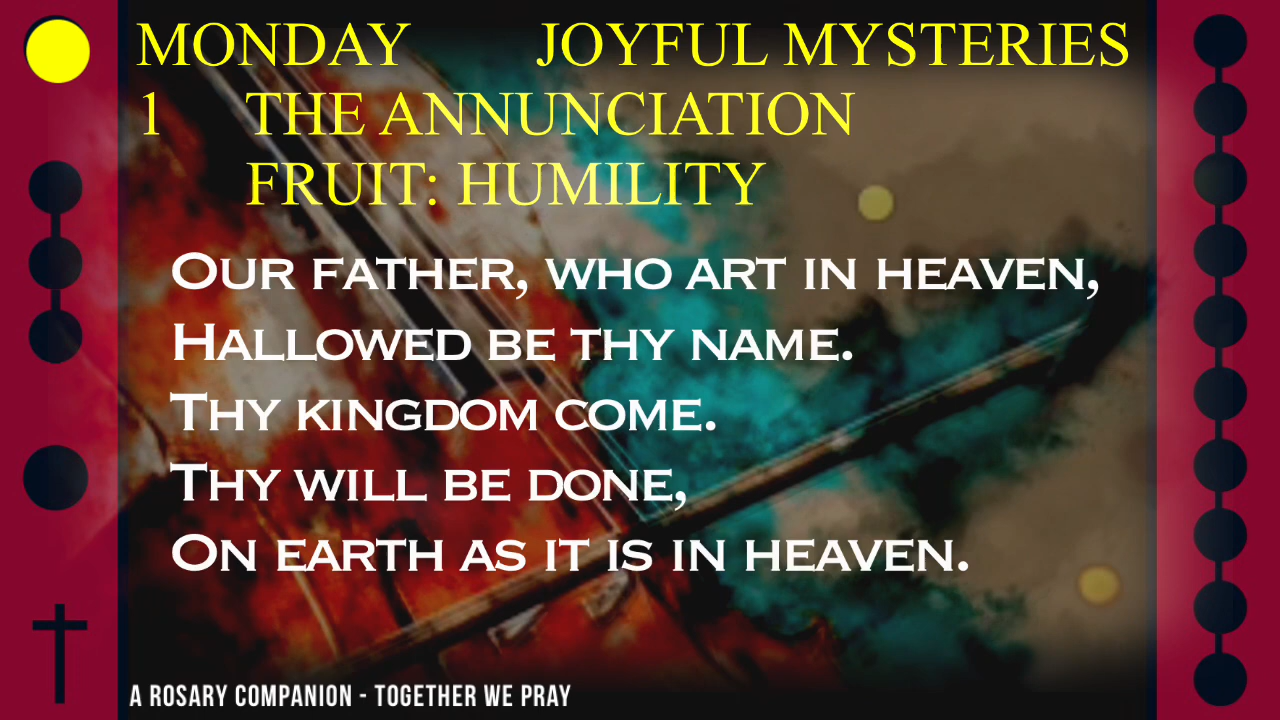 MONDAY JOYFUL MYSTERIES
1 THE ANNUNCIATION
FRUIT: HUMILITY
OUR FATHER, WHO ART IN HEAVEN,
HALLOWED BE THY NAME.
THY KINGDOM COME.
THY WILL BE DONE,
ON EARTH AS IT IS IN HEAVEN.
A ROSARY COMPANION - TOGETHER WE PRAY